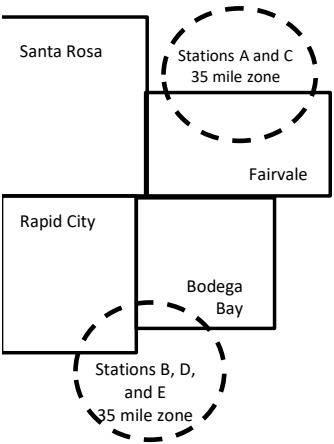 Santa Rosa
Stations A and C
35 mile zone
Fairvale
Rapid City
Bodega
Bay
Stations B, D,
and E
35 mile zone